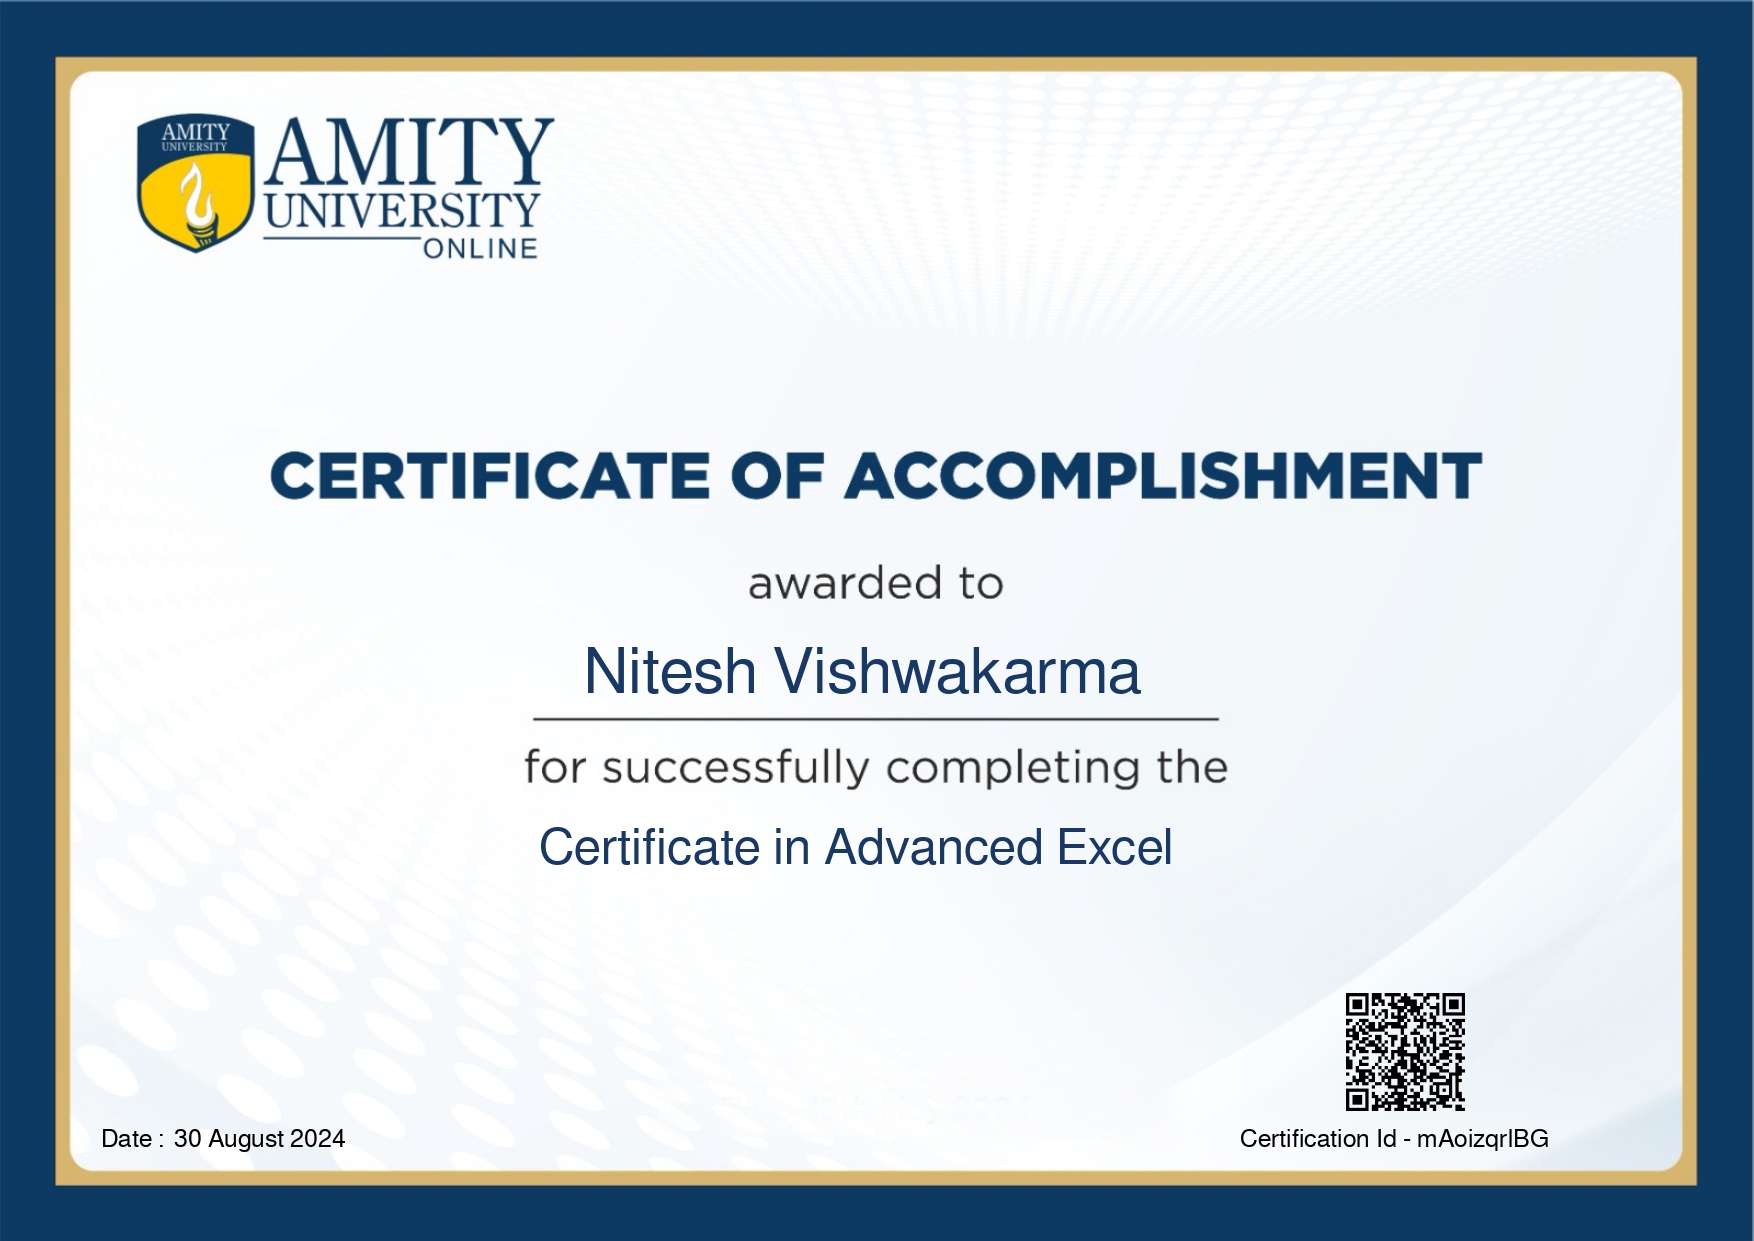 AMITY
UNIVERSITY
AMITY
UNIVERSITY
ONLINE
CERTIFICATE OF ACCOMPLISHMENT
awarded to
Nitesh Vishwakarma
for successfully completing the
Certificate in Advanced Excel
Date : 30 August 2024
Certification Id - mAoizqrlBG